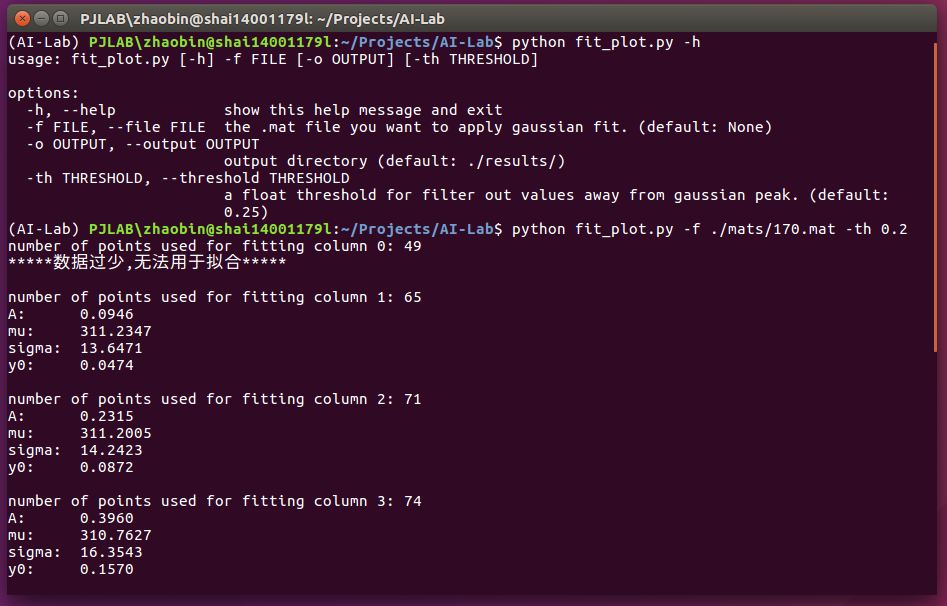 PJLAB\zhaobin@shai14001179l: ~/Projects/AI-Lab
(AI-Lab) PJLAB\zhaobin@shai14001179l:~/Projects/AI-Lab$ python fit_plot.py -h
usage: fit_plot.py [-h] -f FILE [-o OUTPUT] [-th THRESHOLD]
options:
-h, --help show this help message and exit
-f FILE, --file FILE the .mat file you want to apply gaussian fit. (default: None)
-o OUTPUT, --output OUTPUT
output directory (default: ./results/)
-th THRESHOLD, --threshold THRESHOLD
a float threshold for filter out values away from gaussian peak. (default:
0.25)
(AI-Lab) PJLAB\zhaobin@shai14001179l:~/Projects/AI-Lab$ python fit_plot.py -f ./mats/170.mat -th 0.2
number of points used for fitting column 0: 49
*****数据过少,无法用于拟合*****
number of points used for fitting column 1: 65
A: 0.0946
mu: 311.2347
sigma: 13.6471
y0: 0.0474
number of points used for fitting column 2: 71
A: 0.2315
mu: 311.2005
sigma: 14.2423
y0: 0.0872
number of points used for fitting column 3: 74
A: 0.3960
mu: 310.7627
sigma: 16.3543
y0: 0.1570